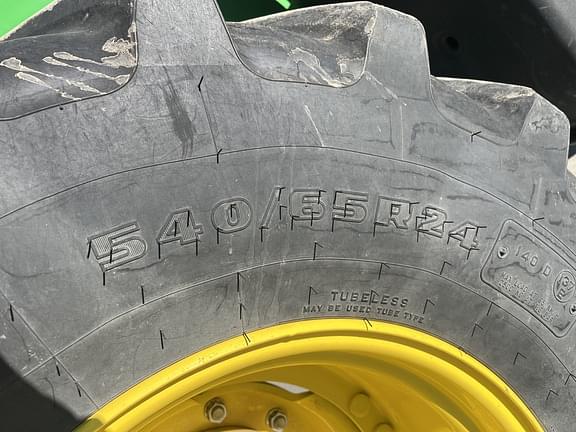 540/65R24
140 D
TUBELESS
MAY BE USED TUBE TYPE